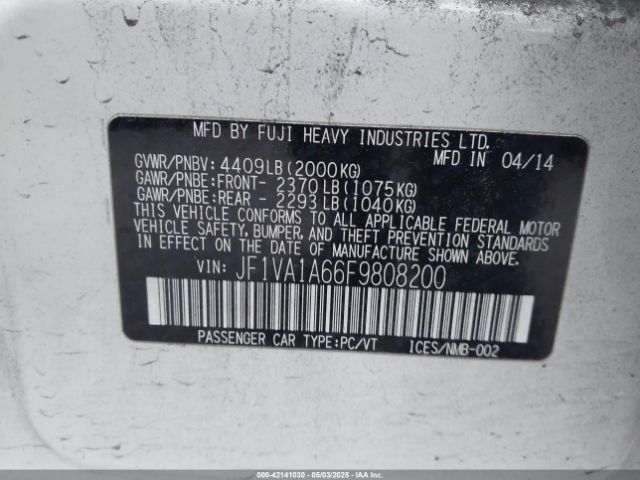 MFD BY FUJI HEAVY INDUSTRIES LTD.
MFD IN 04/14
GVWR/PNBV: 4409LB(2000KG)
GAWR/PNBE:FRONT- 2370LB(1075KG)
GAWR/PNBE:REAR - 2293LB(1040KG)
THIS VEHICLE CONFORMS TO ALL APPLICABLE FEDERAL MOTOR
VEHICLE SAFETY, BUMPER, AND THEFT PREVENTION STANDARDS
IN EFFECT ON THE DATE OF MANUFACTURE SHOWN ABOVE.
VIN: JF1VA1A66F9808200
PASSENGER CAR TYPE:PC/VT ICES/NMB-002
000-42141030 - 05/03/2025 - IAAI.com